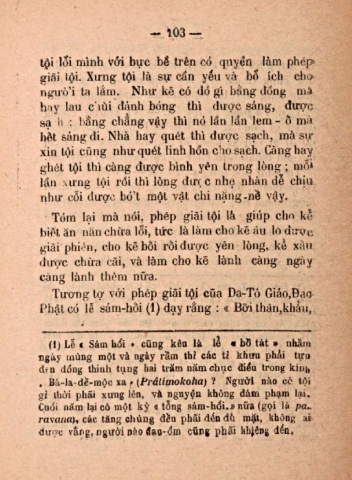 — 103 —
tội lỗi mình với bực bề trên có quyền làm phép
giải tội. Xưng tội là sự cần yếu và bổ ích cho
người ta lắm. Như kẻ có đồ gì bằng đồng mà
hay lau chùi đánh bóng thì được sáng, được
sạch : bằng chẳng vậy thì nó lần lần lem - ố mà
hết sáng đi. Nhà hay quét thì được sạch, mà sự
xin tội cũng như quét linh hồn cho sạch. Càng hay
ghét tội thì càng được bình yên trong lòng ; mỗi
lần xưng tội rồi thì lòng được nhẹ nhàn dễ chịu
như cổi được bớt một vật chi nặng-nề vậy.
Tóm lại mà nói, phép giải tội là giúp cho kẻ
biết ăn năn chừa lỗi, tức là làm cho kẻ âu lo được
giải phiền, cho kẻ bối rối được yên lòng, kẻ xấu
được chừa cãi, và làm cho kẻ lành càng ngày
càng lành thêm nữa.
Tương tợ với phép giải tội của Da-Tô Giáo, Đạo
Phật có lễ sám-hối (1) dạy rằng : « Bởi thân, khẩu,
(1) Lễ « Sám hối » cũng kêu là lễ « bố tát », nhằm
ngày mùng một và ngày rằm thì các tỉ khưu phải tựu
đến đồng thinh tụng hai trăm năm chục điều trong kinh
« Bà-la-đề-mộc xa » (Prâtimokoha) ? Người nào có tội
gì thời phải xưng lên, và nguyện không dám phạm lại.
Cuối năm lại có một kỳ « tổng sám-hối » nữa (gọi là pa-
ravana), các tăng chúng đều phải đến đủ mặt, không ai
được vắng, người nào đau-ốm cũng phải khiêng đến.